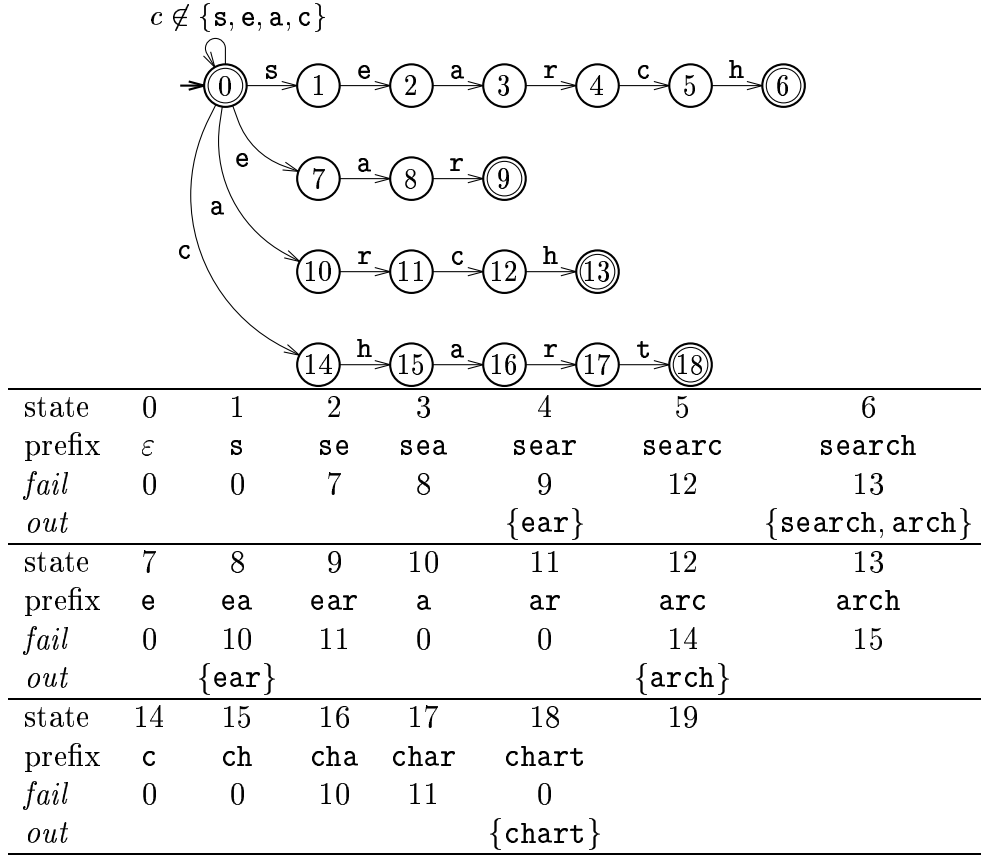 c ∉ {s, e, a, c}
0 s 1 e 2 a 3 r 4 c 5 h 6
e 7 a 8 r 9
a 10 r 11 c 12 h 13
c 14 h 15 a 16 r 17 t 18
state 0 1 2 3 4 5 6
prefix ε s se sea sear searc search
fail 0 0 7 8 9 12 13
out {ear} {search, arch}
state 7 8 9 10 11 12 13
prefix e ea ear a ar arc arch
fail 0 10 11 0 0 14 15
out {ear} {arch}
state 14 15 16 17 18 19
prefix c ch cha char chart
fail 0 0 10 11 0
out {chart}